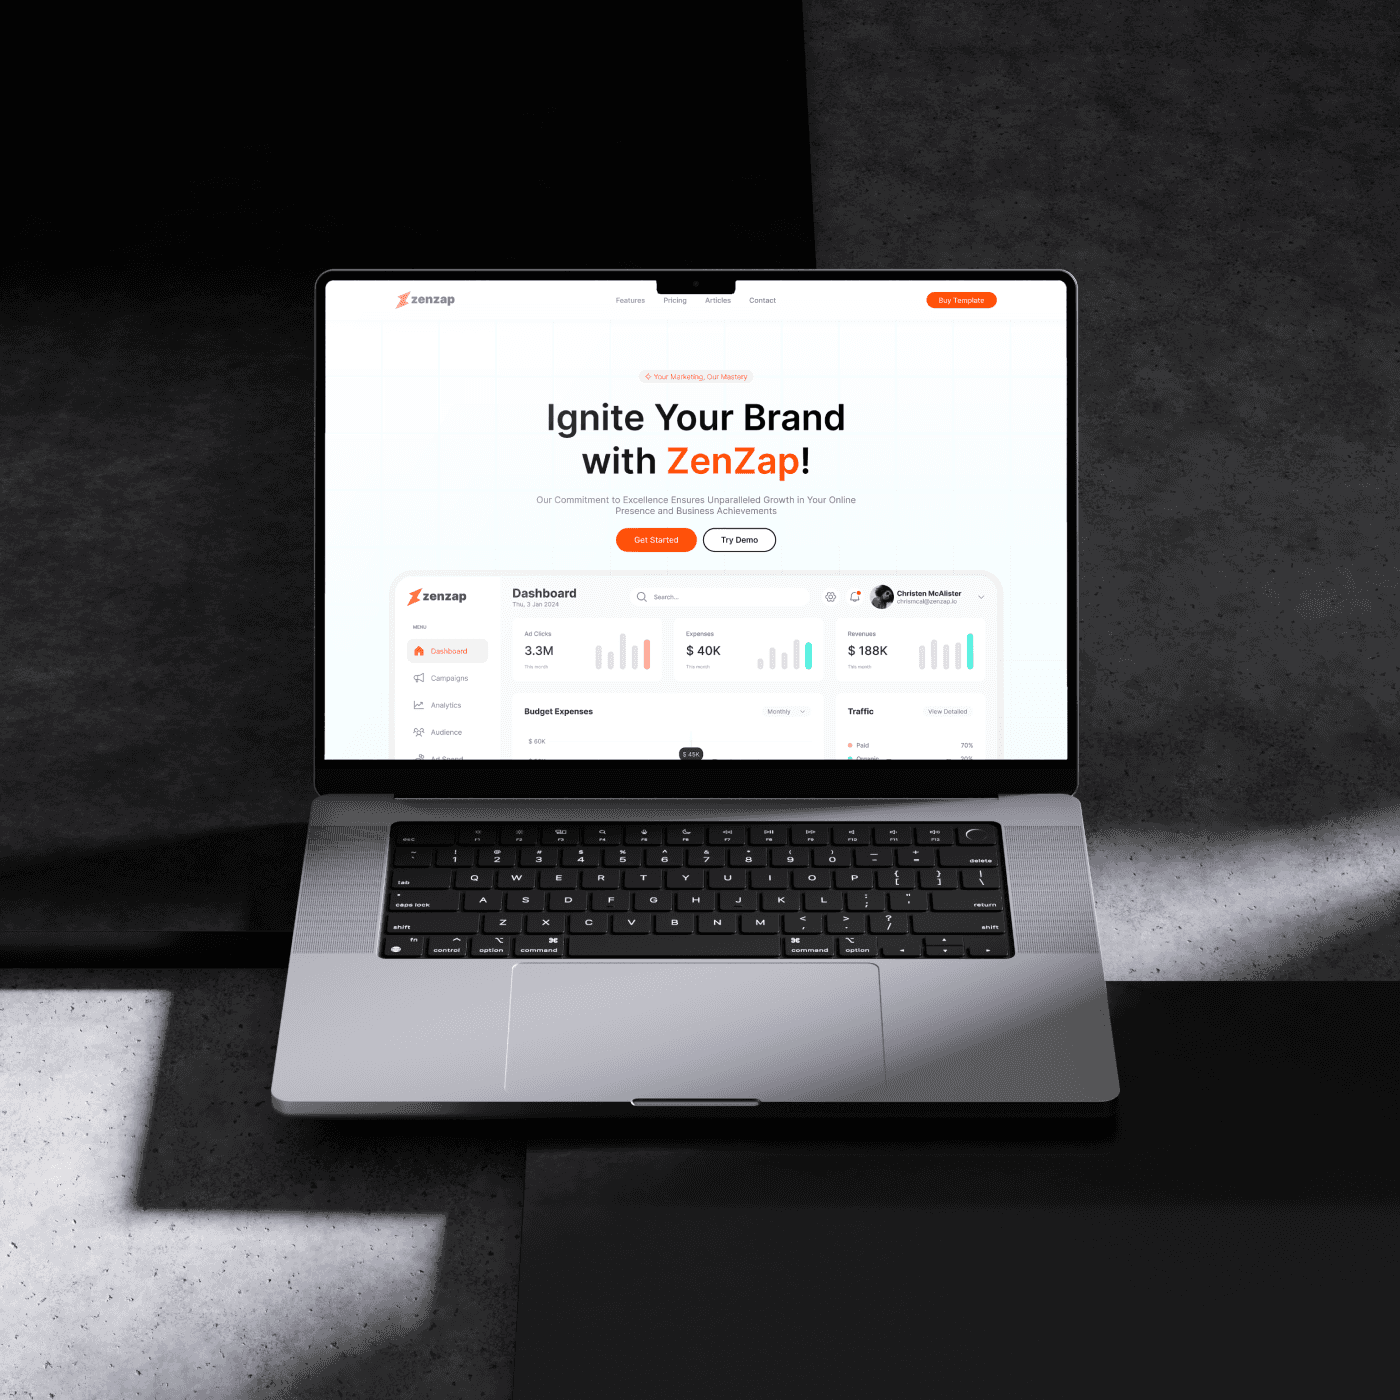 zenzap
Features Pricing Articles Contact
Buy Template
Your Marketing, Our Mastery
Ignite Your Brand
with ZenZap!
Our Commitment to Excellence Ensures Unparalleled Growth in Your Online
Presence and Business Achievements
Get Started Try Demo
zenzap
Dashboard
Thu, 3 Jan 2024
Search...
Christen McAlister
chrismcal@zenzap.io
MENU
Dashboard
Campaigns
Analytics
Audience
Ad Spend
Ad Clicks
3.3M
This month
Expenses
$ 40K
This month
Revenues
$ 188K
This month
Budget Expenses
Monthly
$ 60K
$ 45K
Traffic
View Detailed
Paid 70%
Organic 20%
esc F1 F2 F3 F4 F5 F6 F7 F8 F9 F10 F11 F12
~ ! @ # $ % ^ & * ( ) _ +
` 1 2 3 4 5 6 7 8 9 0 - = delete
tab Q W E R T Y U I O P { [ } ] | \
caps lock A S D F G H J K L : ; " ' return
shift Z X C V B N M < , > . ? / shift
fn control option command command option